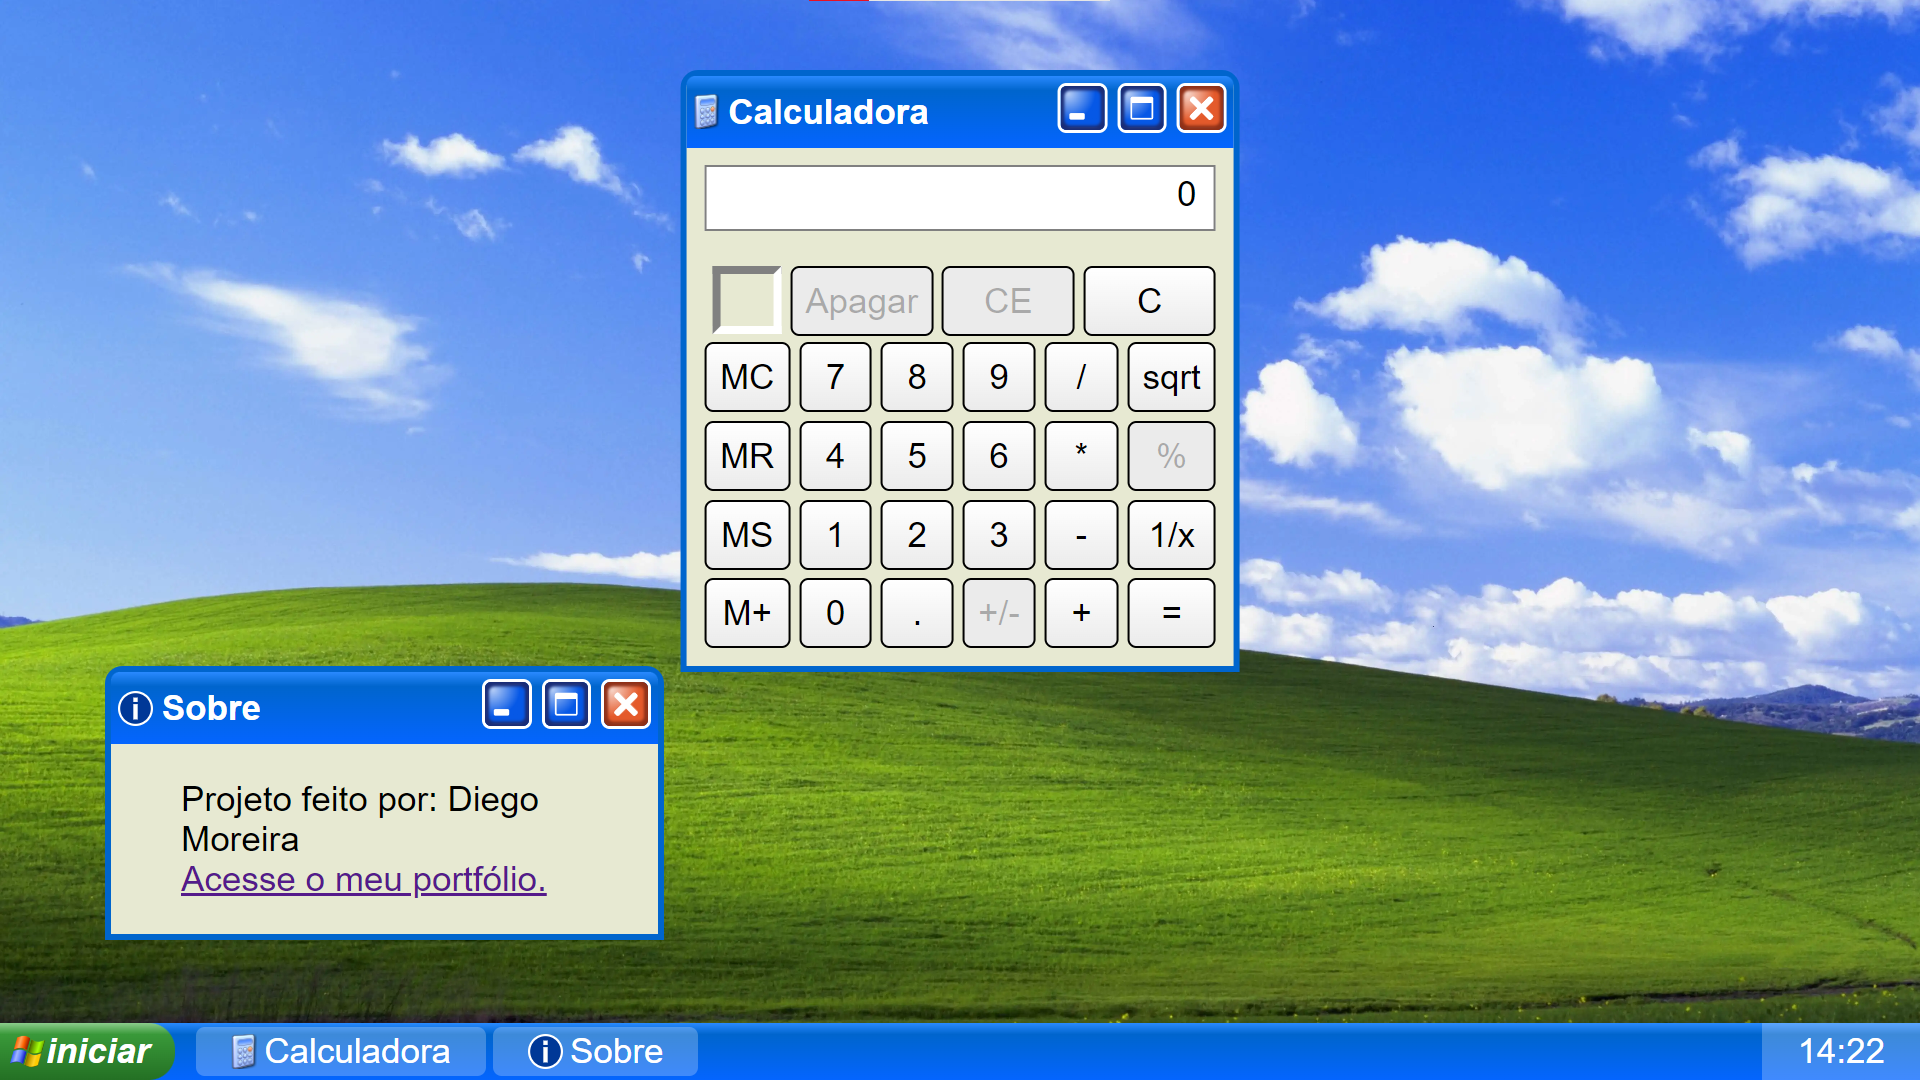 Calculadora
0
Apagar CE C
MC 7 8 9 / sqrt
MR 4 5 6 * %
MS 1 2 3 - 1/x
M+ 0 . +/- + =
Sobre
Projeto feito por: Diego
Moreira
Acesse o meu portfólio.
iniciar Calculadora Sobre 14:22